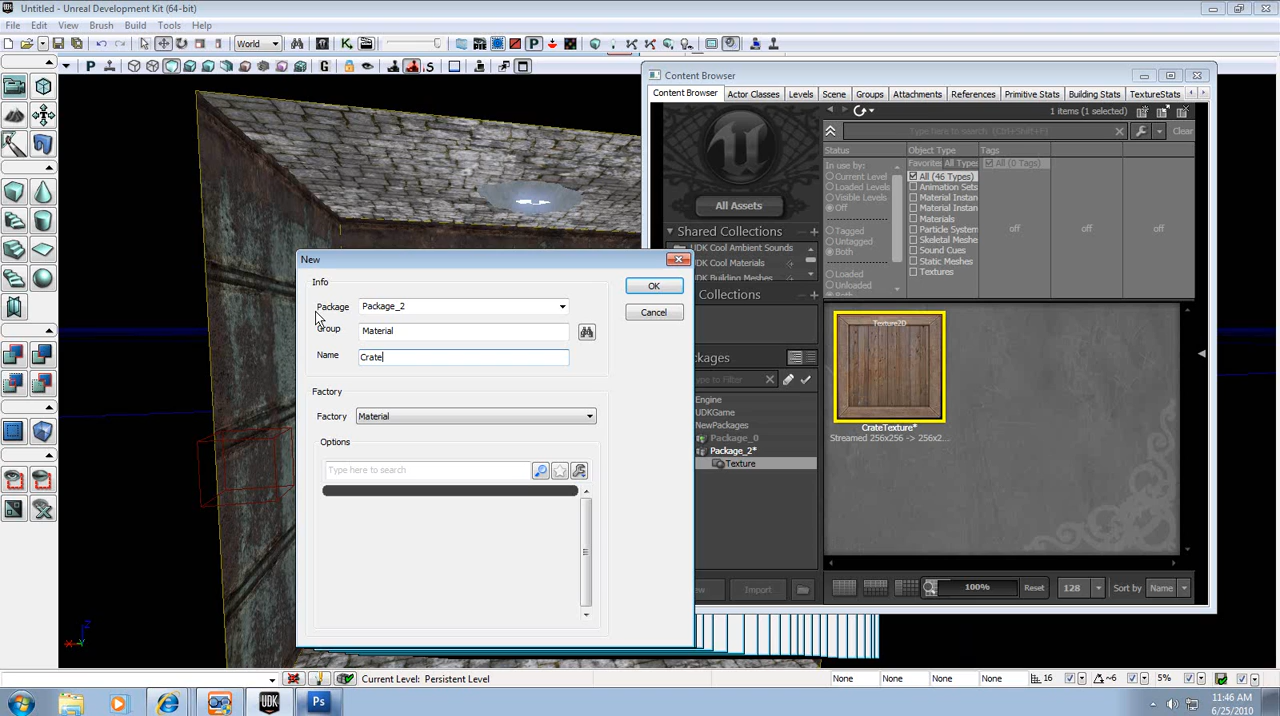 Untitled - Unreal Development Kit (64-bit)
File Edit View Brush Build Tools Help
World
Content Browser
Content Browser Actor Classes Levels Scene Groups Attachments References Primitive Stats Building Stats TextureStats
1 items (1 selected)
Type here to search (Ctrl+Shift+F) Clear
Status Object Type Tags
In use by: Favorite All Types All (0 Tags)
Current Level All (46 Types)
Loaded Levels Animation Sets
Visible Levels Material Instan
Off Material Instan
Materials
Tagged Particle System
Untagged Skeletal Meshe
Both Sound Cues
Static Meshes
Loaded Textures
Unloaded
off off off
All Assets
Shared Collections
UDK Cool Ambient Sounds
UDK Cool Materials
UDK Building Meshes
Collections
Packages
ype to Filter
Engine
UDKGame
NewPackages
Package_0
Package_2*
Texture
Import
Texture2D
CrateTexture*
Streamed 256x256 -> 256x2...
100% Reset 128 Sort by Name
New
Info
Package Package_2
Group Material
Name Crate
OK
Cancel
Factory
Factory Material
Options
Type here to search
Current Level: Persistent Level
None None None None 16 6 5%
11:46 AM
6/25/2010